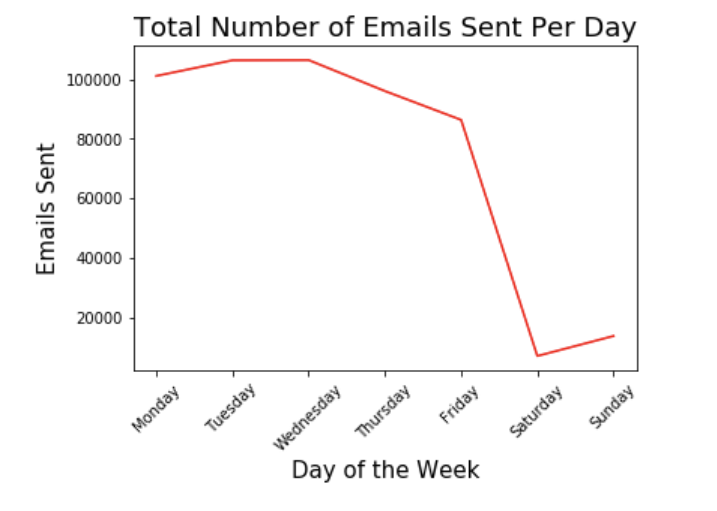 Total Number of Emails Sent Per Day
100000
80000
60000
40000
20000
Emails Sent
Monday
Tuesday
Wednesday
Thursday
Friday
Saturday
Sunday
Day of the Week